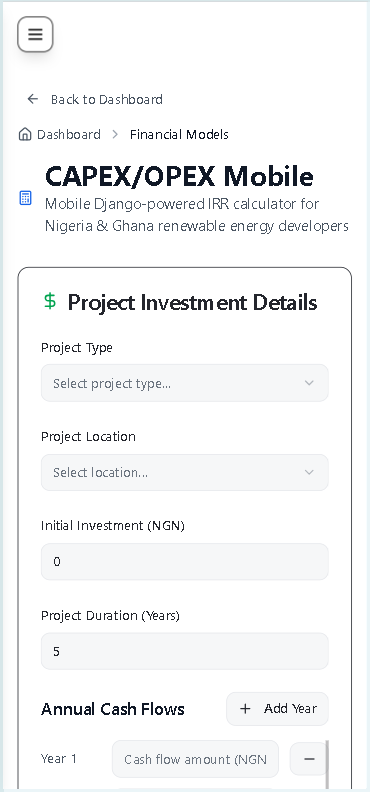 Back to Dashboard
Dashboard > Financial Models
CAPEX/OPEX Mobile
Mobile Django-powered IRR calculator for
Nigeria & Ghana renewable energy developers
$ Project Investment Details
Project Type
Select project type...
Project Location
Select location...
Initial Investment (NGN)
0
Project Duration (Years)
5
Annual Cash Flows
+ Add Year
Year 1
Cash flow amount (NGN